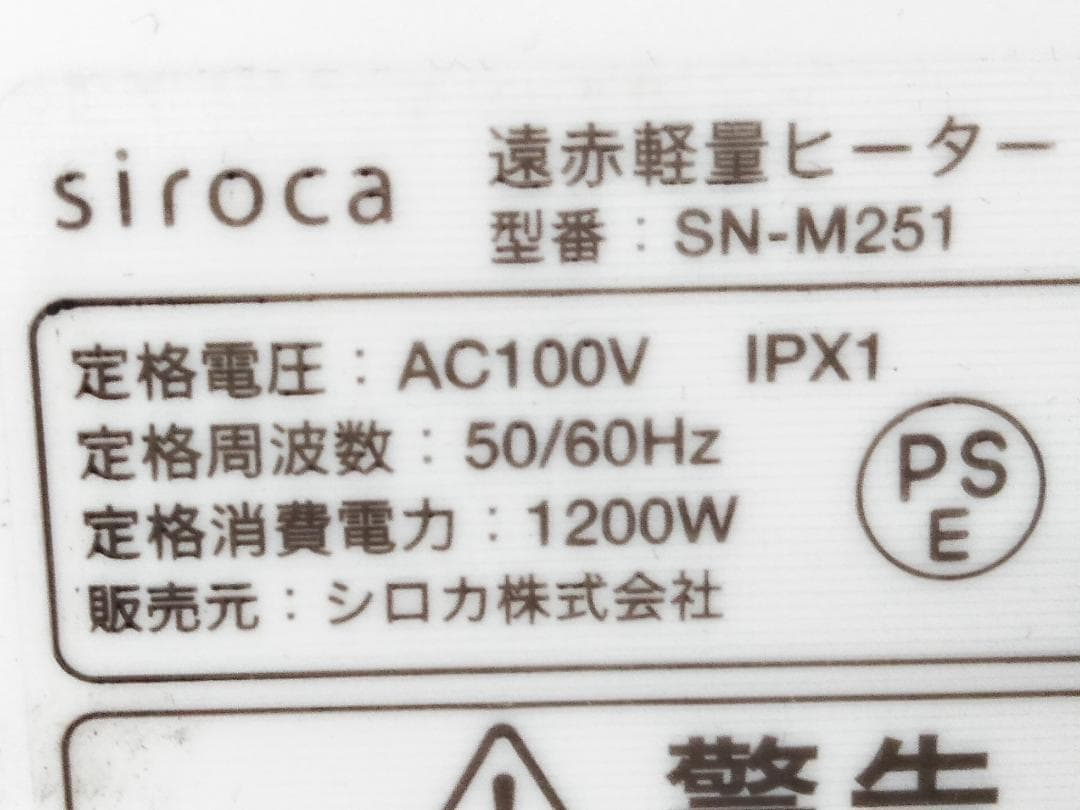 siroca
遠赤軽量ヒーター
型番：SN-M251
定格電圧：AC100V IPX1
定格周波数：50/60Hz
定格消費電力：1200W
販売元：シロカ株式会社
PS
E
警告